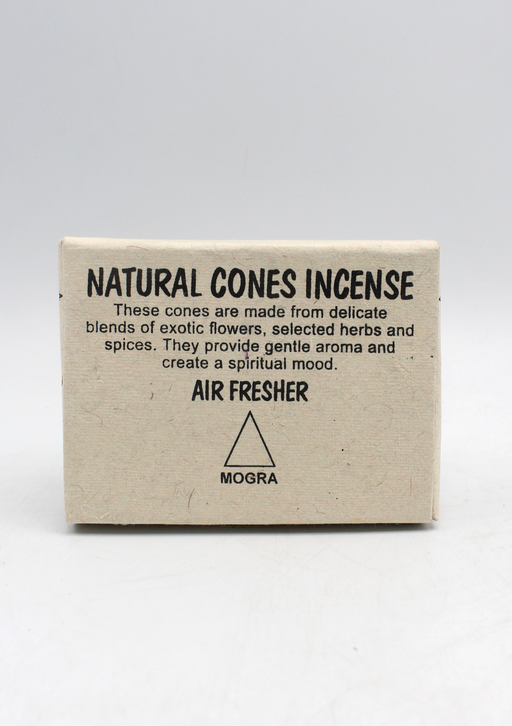 NATURAL CONES INCENSE
These cones are made from delicate
blends of exotic flowers, selected herbs and
spices. They provide gentle aroma and
create a spiritual mood.
AIR FRESHER
MOGRA